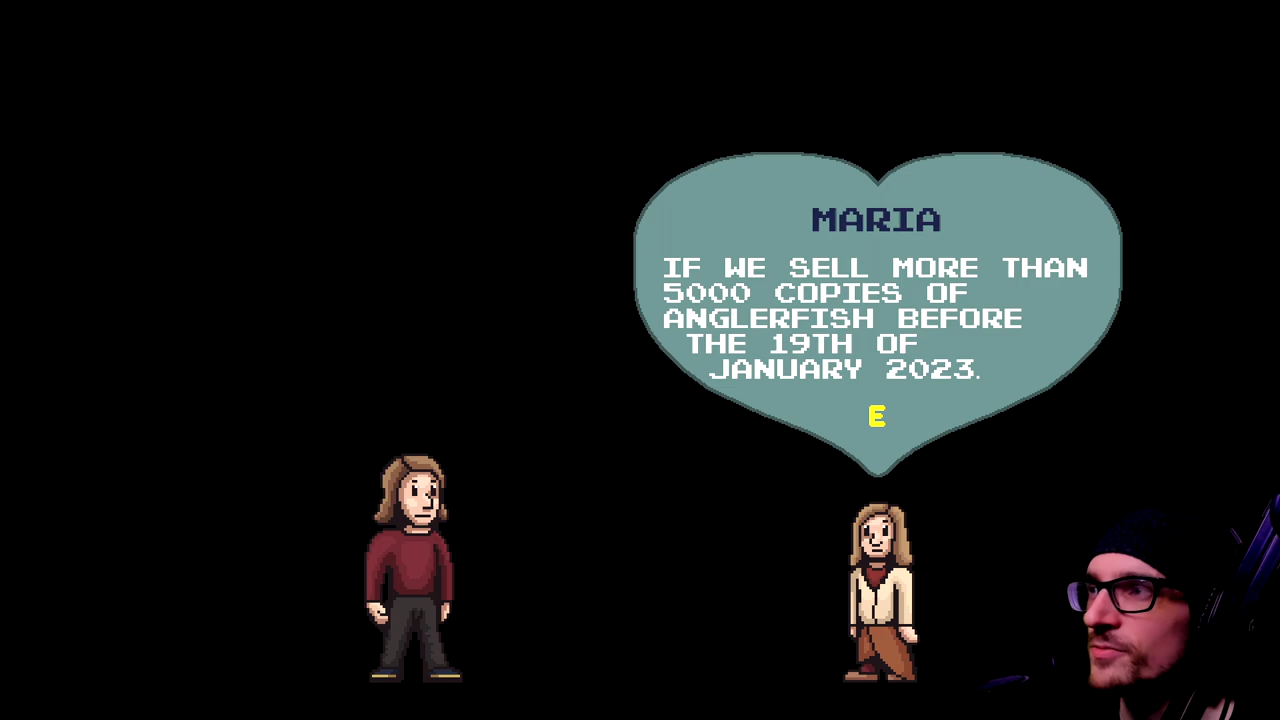 MARIA
IF WE SELL MORE THAN
5000 COPIES OF
ANGLERFISH BEFORE
THE 19TH OF
JANUARY 2023.
E